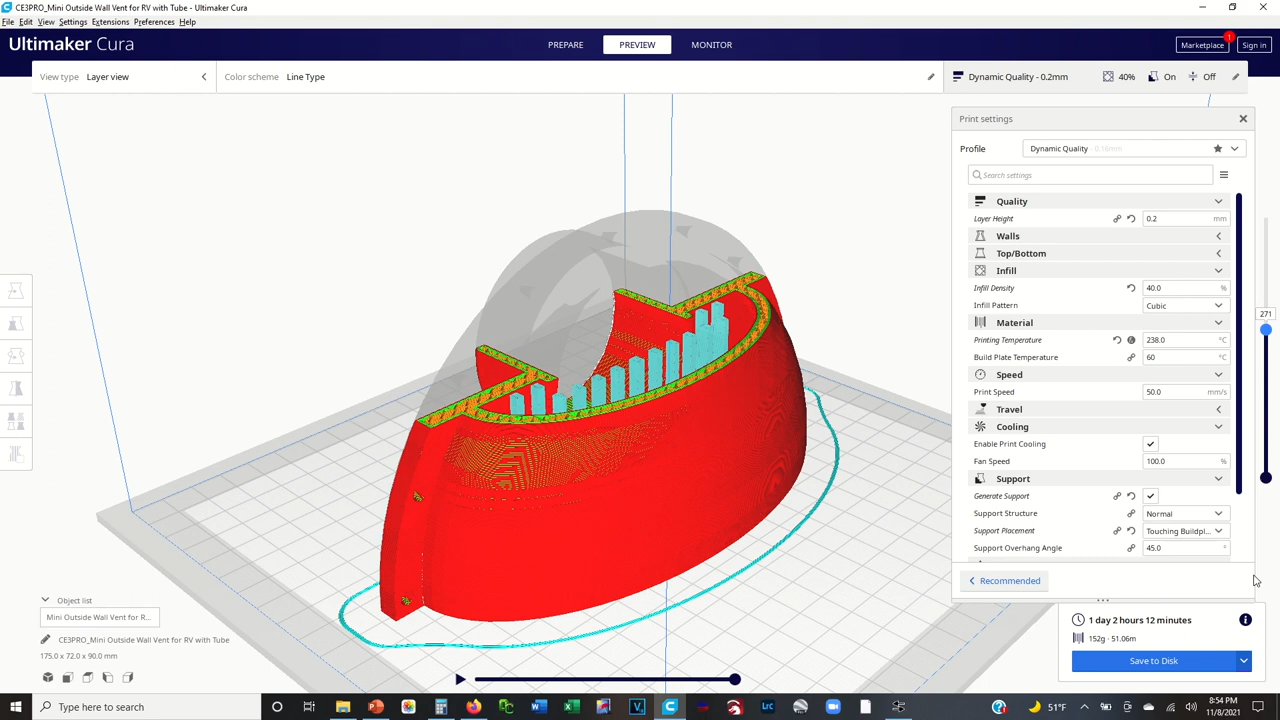 CE3PRO_Mini Outside Wall Vent for RV with Tube - Ultimaker Cura
File Edit View Settings Extensions Preferences Help
Ultimaker Cura
PREPARE PREVIEW MONITOR
Marketplace 1 Sign in
View type Layer view
Color scheme Line Type
Dynamic Quality - 0.2mm 40% On Off
Print settings
Profile Dynamic Quality 0.16mm
Search settings
Quality
Layer Height 0.2 mm
Walls
Top/Bottom
Infill
Infill Density 40.0 %
Infill Pattern Cubic
Material
Printing Temperature 238.0 °C
Build Plate Temperature 60 °C
Speed
Print Speed 50.0 mm/s
Travel
Cooling
Enable Print Cooling
Fan Speed 100.0 %
Support
Generate Support
Support Structure Normal
Support Placement Touching Buildpl...
Support Overhang Angle 45.0 °
Recommended
271
Object list
Mini Outside Wall Vent for R...
CE3PRO_Mini Outside Wall Vent for RV with Tube
175.0 x 72.0 x 90.0 mm
1 day 2 hours 12 minutes
152g · 51.06m
Save to Disk
Type here to search
51°F
8:54 PM
11/8/2021